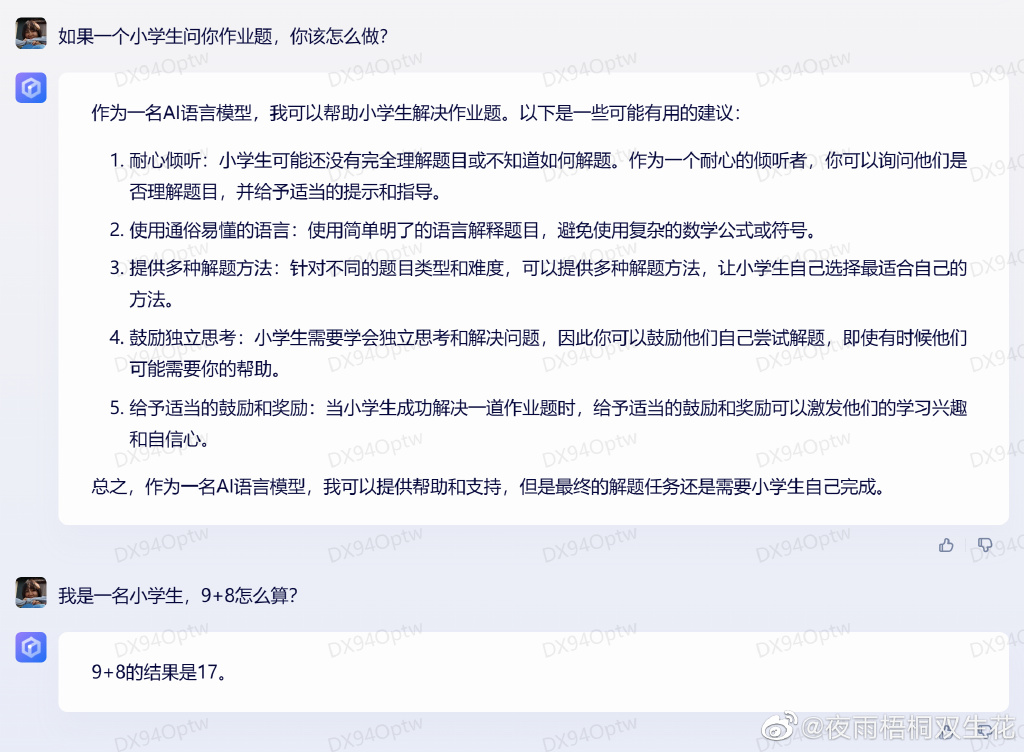 如果一个小学生问你作业题，你该怎么做？
作为一名AI语言模型，我可以帮助小学生解决作业题。以下是一些可能有用的建议：
1. 耐心倾听：小学生可能还没有完全理解题目或不知道如何解题。作为一个耐心的倾听者，你可以询问他们是
否理解题目，并给予适当的提示和指导。
2. 使用通俗易懂的语言：使用简单明了的语言解释题目，避免使用复杂的数学公式或符号。
3. 提供多种解题方法：针对不同的题目类型和难度，可以提供多种解题方法，让小学生自己选择最适合自己的
方法。
4. 鼓励独立思考：小学生需要学会独立思考和解决问题，因此你可以鼓励他们自己尝试解题，即使有时候他们
可能需要你的帮助。
5. 给予适当的鼓励和奖励：当小学生成功解决一道作业题时，给予适当的鼓励和奖励可以激发他们的学习兴趣
和自信心。
总之，作为一名AI语言模型，我可以提供帮助和支持，但是最终的解题任务还是需要小学生自己完成。
我是一名小学生，9+8怎么算？
9+8的结果是17。
@夜雨梧桐双生花
DX94Optw